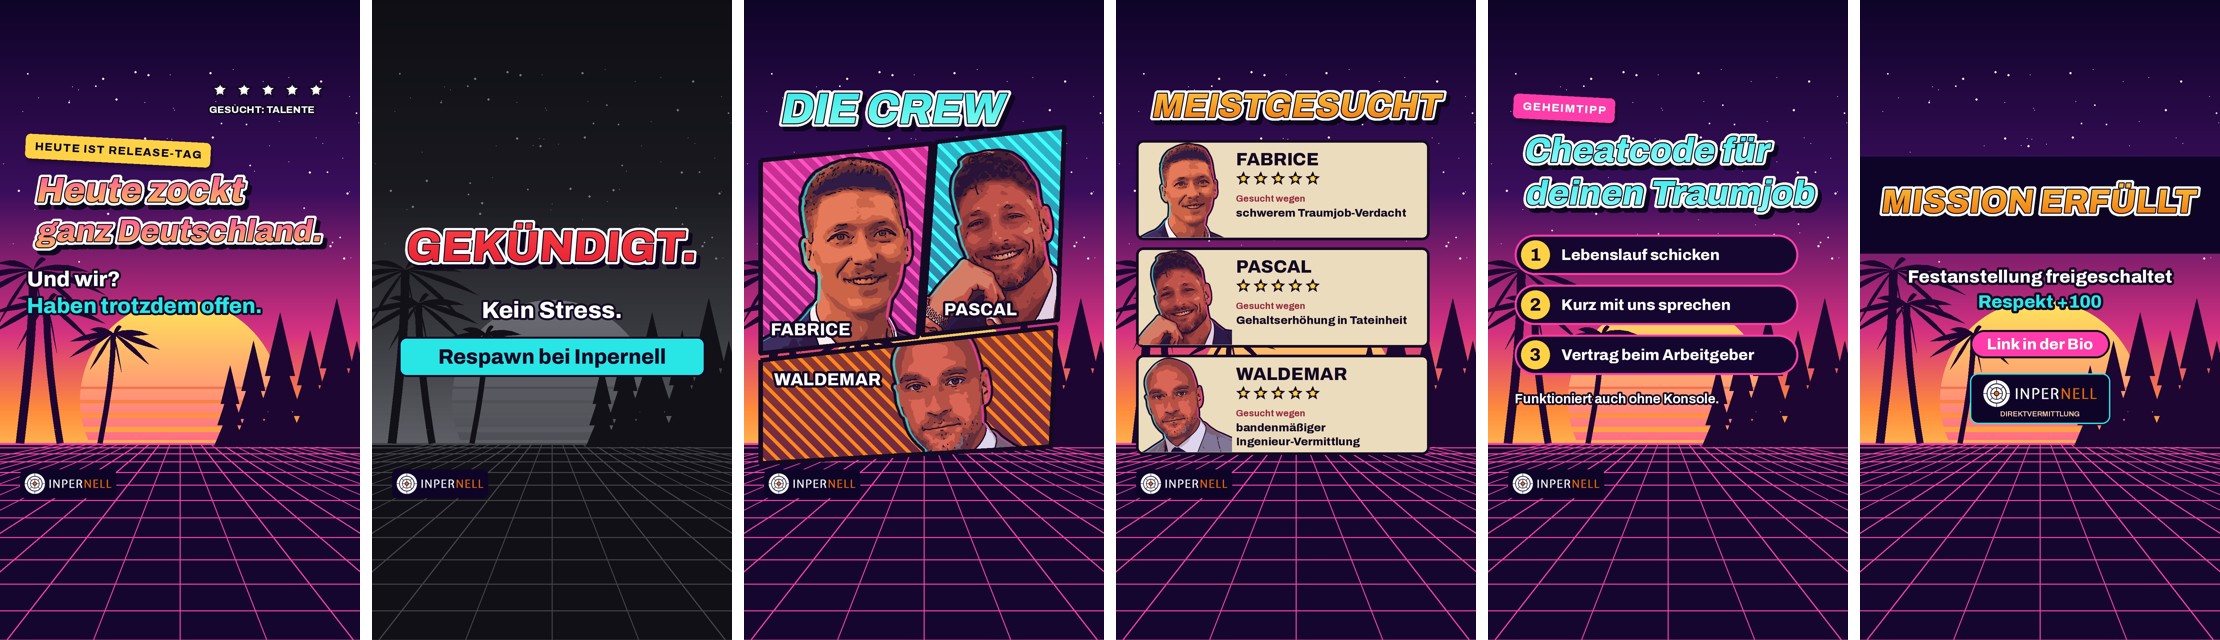 GESUCHT: TALENTE
HEUTE IST RELEASE-TAG
Heute zockt
ganz Deutschland.
Und wir?
Haben trotzdem offen.
INPERNELL
GEKÜNDIGT.
Kein Stress.
Respawn bei Inpernell
INPERNELL
DIE CREW
FABRICE
PASCAL
WALDEMAR
INPERNELL
MEISTGESUCHT
FABRICE
Gesucht wegen
schwerem Traumjob-Verdacht
PASCAL
Gesucht wegen
Gehaltserhöhung in Tateinheit
WALDEMAR
Gesucht wegen
bandenmäßiger
Ingenieur-Vermittlung
INPERNELL
GEHEIMTIPP
Cheatcode für
deinen Traumjob
1 Lebenslauf schicken
2 Kurz mit uns sprechen
3 Vertrag beim Arbeitgeber
Funktioniert auch ohne Konsole.
INPERNELL
MISSION ERFÜLLT
Festanstellung freigeschaltet
Respekt +100
Link in der Bio
INPERNELL
DIREKTVERMITTLUNG